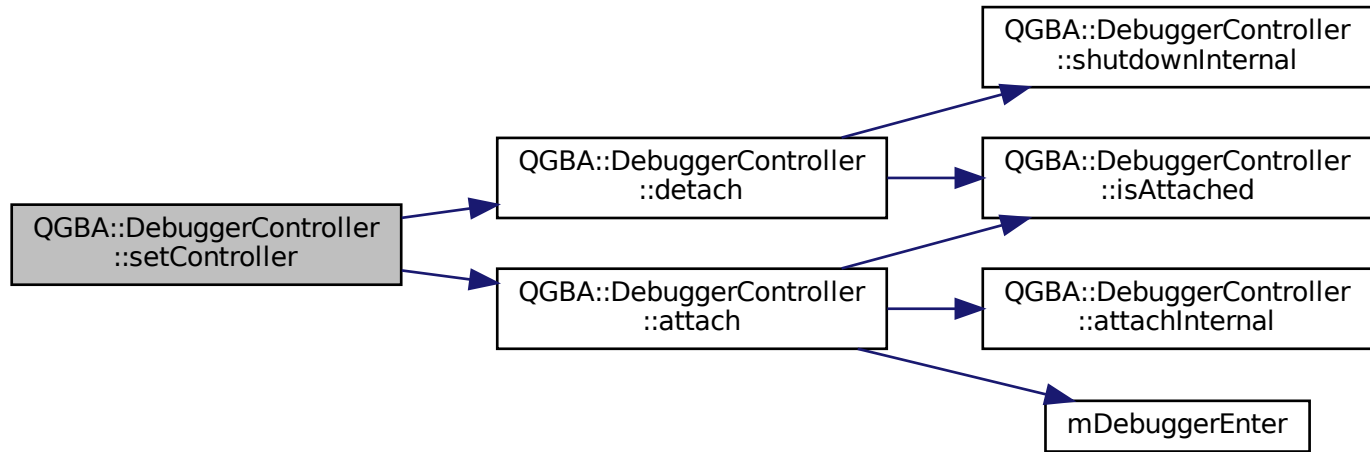 QGBA::DebuggerController
::setController
QGBA::DebuggerController
::detach
QGBA::DebuggerController
::attach
QGBA::DebuggerController
::shutdownInternal
QGBA::DebuggerController
::isAttached
QGBA::DebuggerController
::attachInternal
mDebuggerEnter